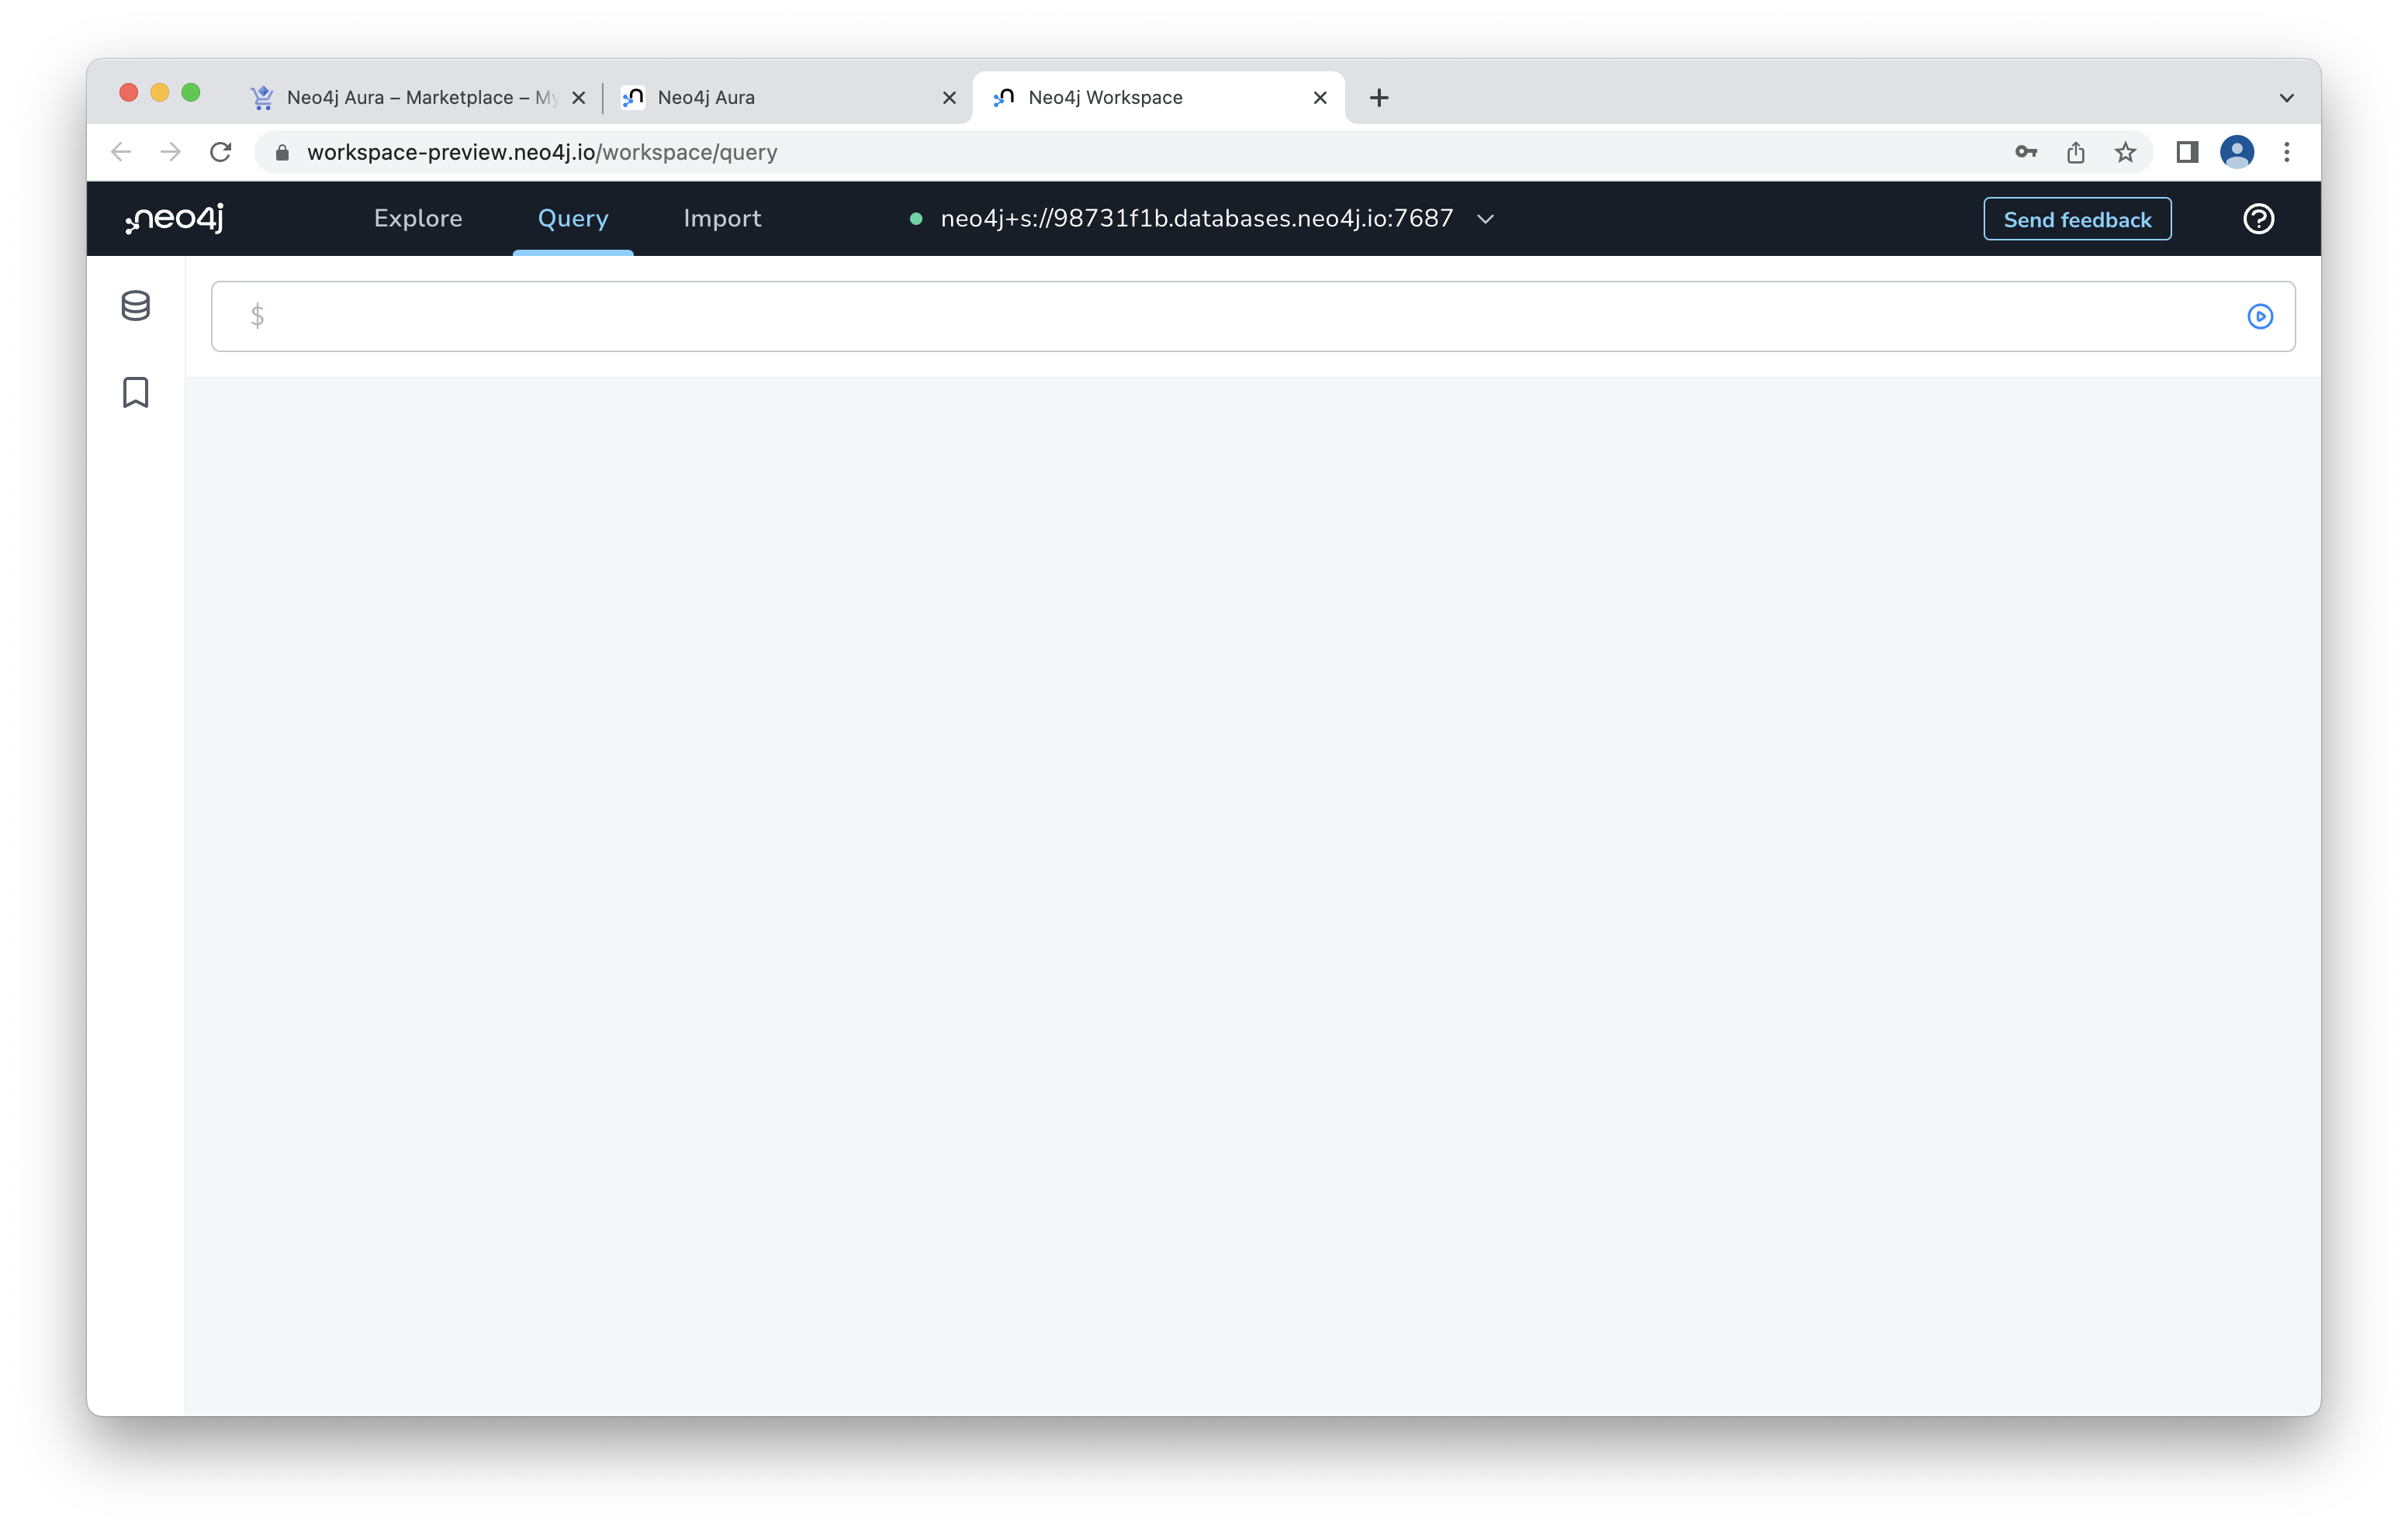 Neo4j Aura – Marketplace – My
Neo4j Aura
Neo4j Workspace
workspace-preview.neo4j.io/workspace/query
neo4j
Explore
Query
Import
neo4j+s://98731f1b.databases.neo4j.io:7687
Send feedback
$